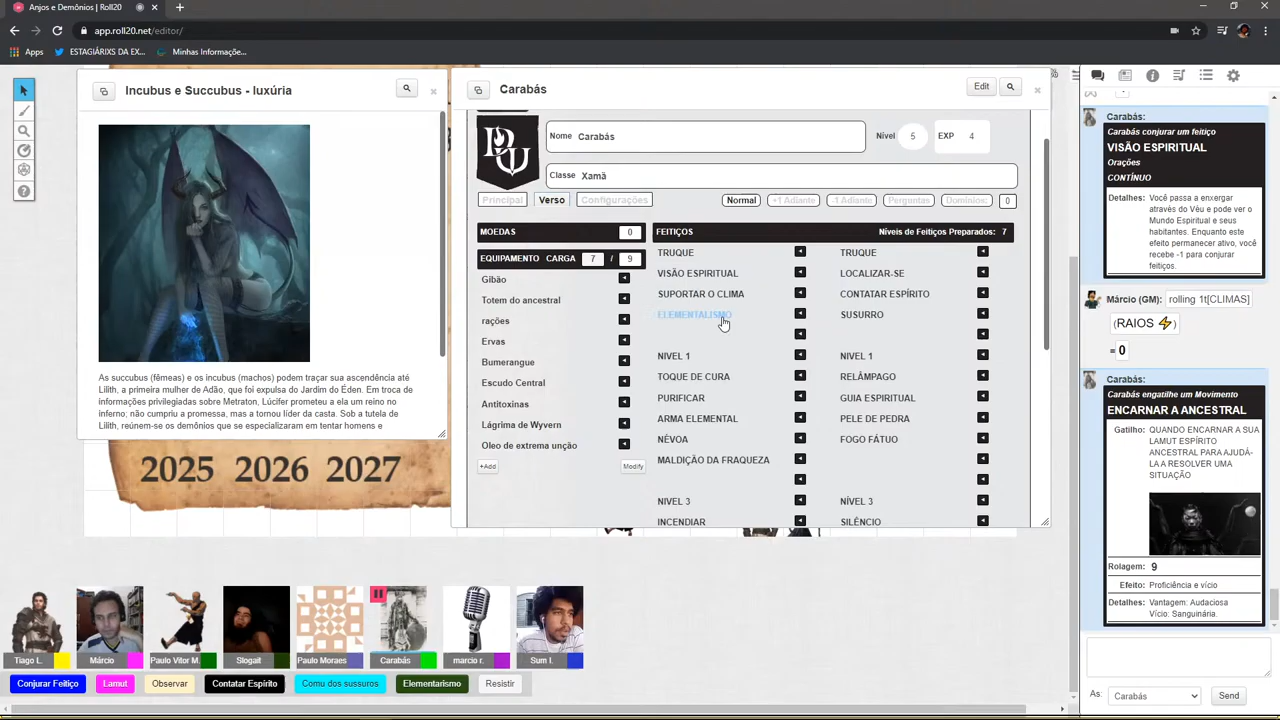 Anjos e Demônios | Roll20
app.roll20.net/editor/
Apps
ESTAGIÁRIXS DA EX...
Minhas Informaçõe...
Incubus e Succubus - luxúria
As succubus (fêmeas) e os incubus (machos) podem traçar sua ascendência até
Lilith, a primeira mulher de Adão, que foi expulsa do Jardim do Éden. Em troca de
informações privilegiadas sobre Metraton, Lúcifer prometeu a ela um reino no
inferno; não cumpriu a promessa, mas a tornou líder da casta. Sob a tutela de
Lilith, reúnem-se os demônios que se especializaram em tentar homens e
2025 2026 2027
Carabás
Edit
PU
Nome Carabás
Nível 5
EXP 4
Classe Xamã
Principal
Verso
Configurações
Normal
+1 Adiante
-1 Adiante
Perguntas
Domínios:
0
MOEDAS 0
EQUIPAMENTO CARGA 7 / 9
Gibão
Totem do ancestral
rações
Ervas
Bumerangue
Escudo Central
Antitoxinas
Lágrima de Wyvern
Oleo de extrema unção
+Add
Modify
FEITIÇOS
Níveis de Feitiços Preparados: 7
TRUQUE
TRUQUE
VISÃO ESPIRITUAL
LOCALIZAR-SE
SUPORTAR O CLIMA
CONTATAR ESPÍRITO
ELEMENTALISMO
SUSURRO
NIVEL 1
NIVEL 1
TOQUE DE CURA
RELÂMPAGO
PURIFICAR
GUIA ESPIRITUAL
ARMA ELEMENTAL
PELE DE PEDRA
NÉVOA
FOGO FÁTUO
MALDIÇÃO DA FRAQUEZA
NIVEL 3
NÍVEL 3
INCENDIAR
SILÊNCIO
Carabás:
Carabás conjurar um feitiço
VISÃO ESPIRITUAL
Orações
CONTÍNUO
Detalhes: Você passa a enxergar
através do Véu e pode ver o
Mundo Espiritual e seus
habitantes. Enquanto este
efeito permanecer ativo, você
recebe -1 para conjurar
feitiços.
Márcio (GM): rolling 1t[CLIMAS]
(RAIOS ⚡)
= 0
Carabás:
Carabás engatilhe um Movimento
ENCARNAR A ANCESTRAL
Gatilho: QUANDO ENCARNAR A SUA
LAMUT ESPÍRITO
ANCESTRAL PARA AJUDÁ-
LA A RESOLVER UMA
SITUAÇÃO
Rolagem: 9
Efeito: Proficiência e vício
Detalhes: Vantagem: Audaciosa
Vício: Sanguinária.
As: Carabás
Send
Tiago L.
Márcio
Paulo Vitor M.
Slogait
Paulo Moraes
Carabás
marcio r.
Sum I.
Conjurar Feitiço
Lamut
Observar
Contatar Espírito
Comu dos sussuros
Elementarismo
Resistir